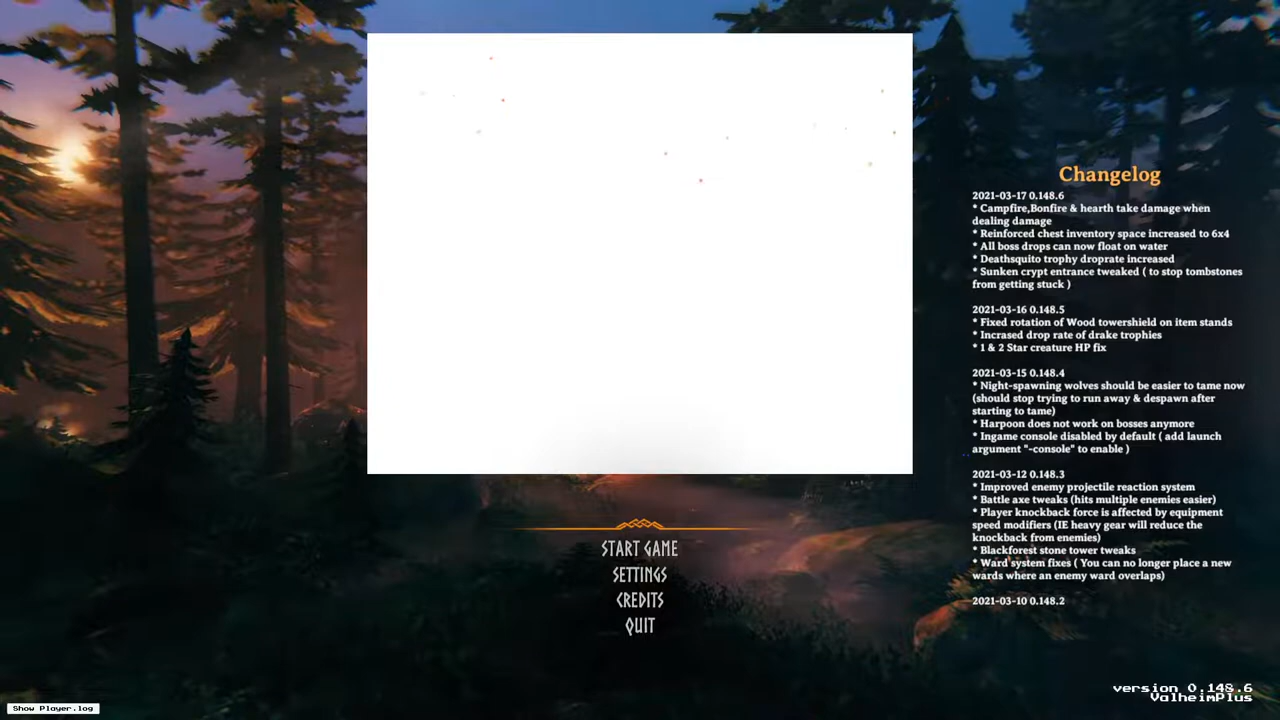 Changelog
2021-03-17 0.148.6
* Campfire,Bonfire & hearth take damage when
dealing damage
* Reinforced chest inventory space increased to 6x4
* All boss drops can now float on water
* Deathsquito trophy droprate increased
* Sunken crypt entrance tweaked ( to stop tombstones
from getting stuck )
2021-03-16 0.148.5
* Fixed rotation of Wood towershield on item stands
* Incrased drop rate of drake trophies
* 1 & 2 Star creature HP fix
2021-03-15 0.148.4
* Night-spawning wolves should be easier to tame now
(should stop trying to run away & despawn after
starting to tame)
* Harpoon does not work on bosses anymore
* Ingame console disabled by default ( add launch
argument "-console" to enable )
2021-03-12 0.148.3
* Improved enemy projectile reaction system
* Battle axe tweaks (hits multiple enemies easier)
* Player knockback force is affected by equipment
speed modifiers (IE heavy gear will reduce the
knockback from enemies)
* Blackforest stone tower tweaks
* Ward system fixes ( You can no longer place a new
wards where an enemy ward overlaps)
2021-03-10 0.148.2
START GAME
SETTINGS
CREDITS
QUIT
version 0.148.6
ValheimPlus
Show Player.log